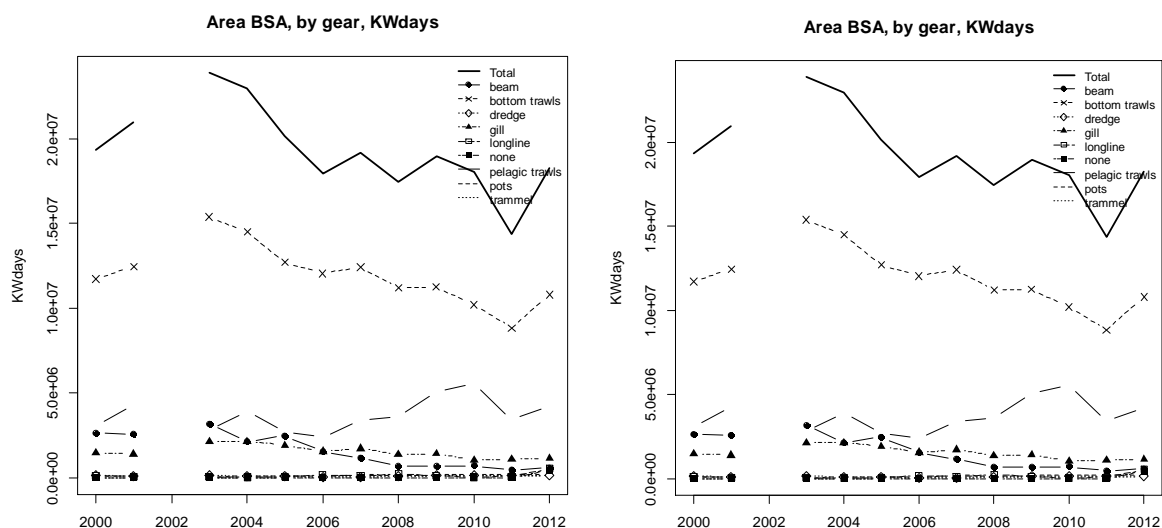 Area BSA, by gear, KWdays
Total
beam
bottom trawls
dredge
gill
longline
none
pelagic trawls
pots
trammel
KWdays
0.0e+00
5.0e+06
1.0e+07
1.5e+07
2.0e+07
2000
2002
2004
2006
2008
2010
2012
Area BSA, by gear, KWdays
Total
beam
bottom trawls
dredge
gill
longline
none
pelagic trawls
pots
trammel
KWdays
0.0e+00
5.0e+06
1.0e+07
1.5e+07
2.0e+07
2000
2002
2004
2006
2008
2010
2012